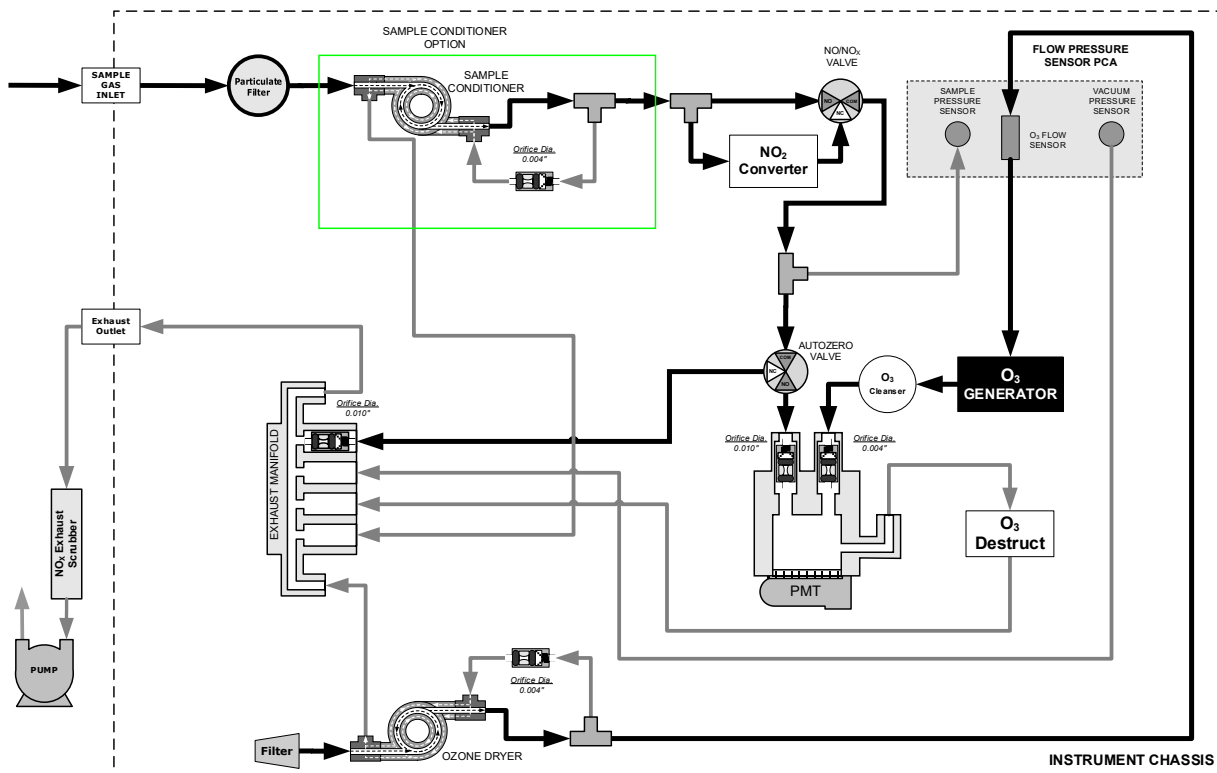 SAMPLE CONDITIONER
OPTION
SAMPLE
GAS
INLET
Particulate
Filter
SAMPLE
CONDITIONER
Orifice Dia.
0.004"
NO/NOX
VALVE
NO
COM
NC
NO2
Converter
FLOW PRESSURE
SENSOR PCA
SAMPLE
PRESSURE
SENSOR
O3 FLOW
SENSOR
VACUUM
PRESSURE
SENSOR
Exhaust
Outlet
AUTOZERO
VALVE
COM
NC
NO
O3
Cleanser
O3
GENERATOR
Orifice Dia.
0.010"
EXHAUST MANIFOLD
Orifice Dia.
0.010"
Orifice Dia.
0.004"
NOX Exhaust
Scrubber
O3
Destruct
PMT
PUMP
Orifice Dia.
0.004"
Filter
OZONE DRYER
INSTRUMENT CHASSIS